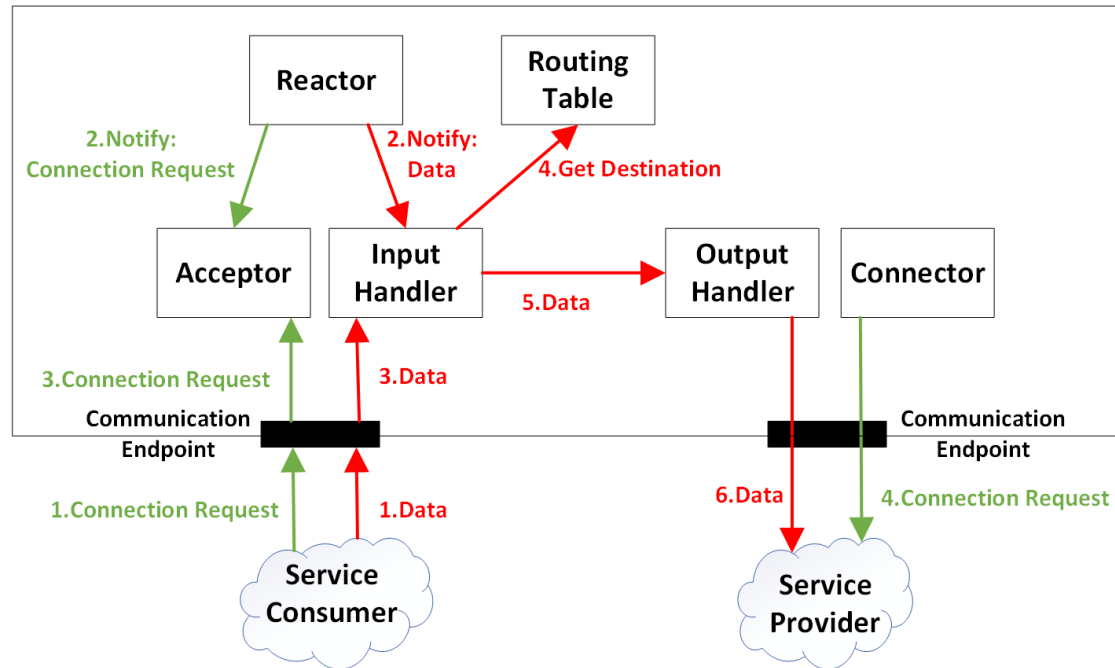 Reactor
Routing
Table
2.Notify:
Connection Request
2.Notify:
Data
4.Get Destination
Acceptor
Input
Handler
Output
Handler
Connector
5.Data
3.Connection Request
3.Data
Communication
Endpoint
Communication
Endpoint
1.Connection Request
1.Data
6.Data
4.Connection Request
Service
Consumer
Service
Provider